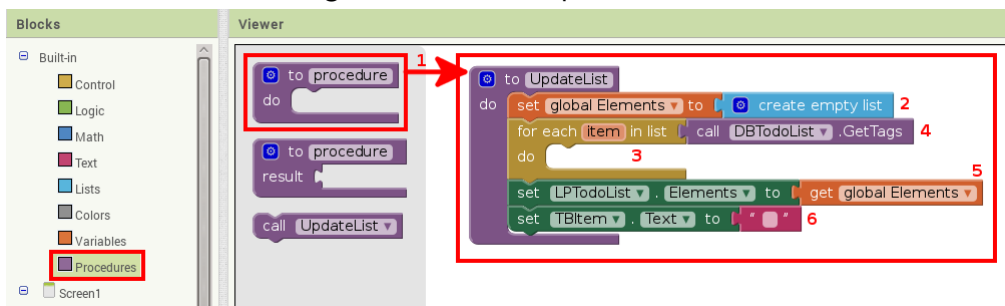 Blocks
Viewer
Built-in
Control
Logic
Math
Text
Lists
Colors
Variables
Procedures
Screen1
to procedure
do
1
to procedure
result
call UpdateList
to UpdateList
do set global Elements to create empty list 2
for each item in list call DBTodoList .GetTags 4
do 3
5
set LPTodoList . Elements to get global Elements
set TBItem . Text to " " 6